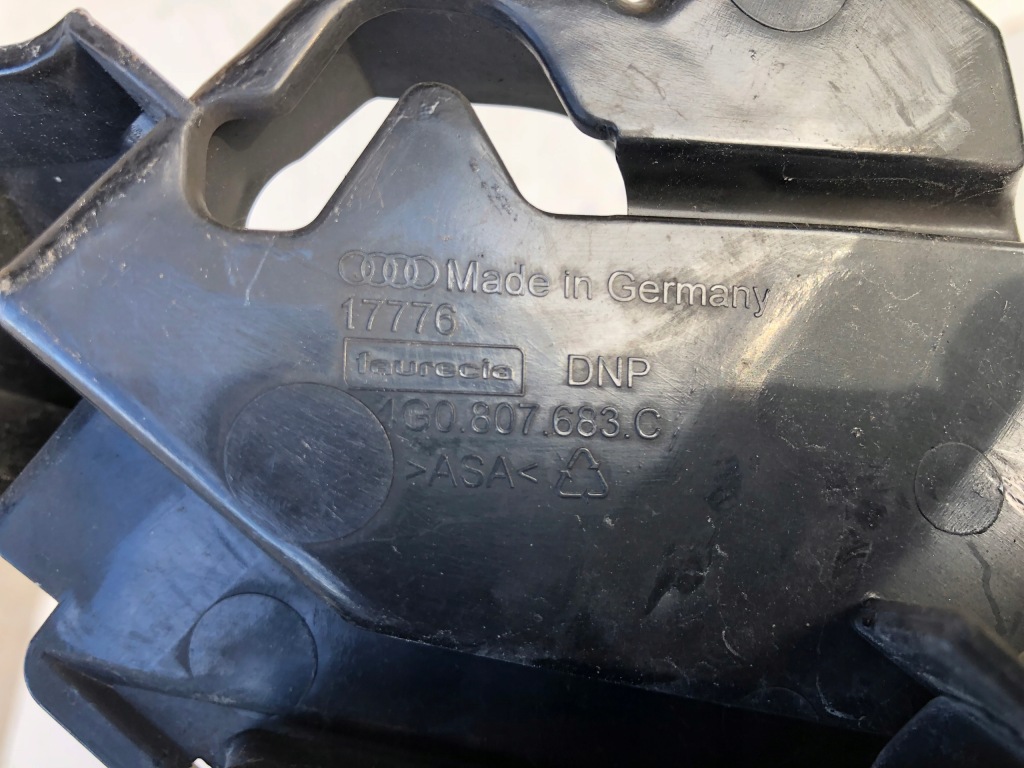 Made in Germany
17776
faurecia DNP
4G0.807.683.C
>ASA<